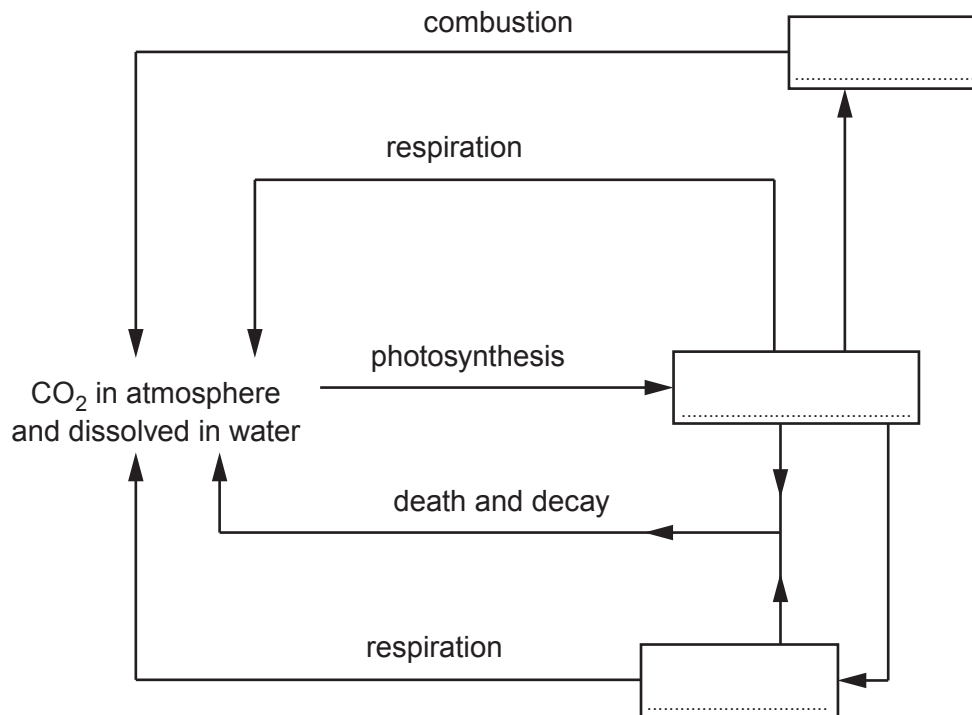 combustion
respiration
photosynthesis
CO₂ in atmosphere
and dissolved in water
death and decay
respiration